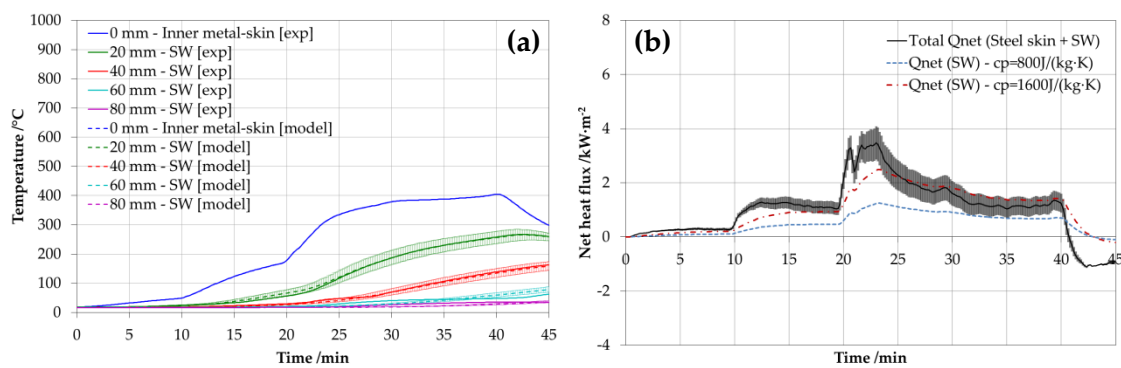 1000
900
800
700
600
500
400
300
200
100
0
Temperature /°C
0 mm - Inner metal-skin [exp]
20 mm - SW [exp]
40 mm - SW [exp]
60 mm - SW [exp]
80 mm - SW [exp]
0 mm - Inner metal-skin [model]
20 mm - SW [model]
40 mm - SW [model]
60 mm - SW [model]
80 mm - SW [model]
(a)
0 5 10 15 20 25 30 35 40 45
Time /min
8
6
4
2
0
-2
-4
Net heat flux /kW·m⁻²
(b)
Total Qnet (Steel skin + SW)
Qnet (SW) - cp=800J/(kg·K)
Qnet (SW) - cp=1600J/(kg·K)
0 5 10 15 20 25 30 35 40 45
Time /min